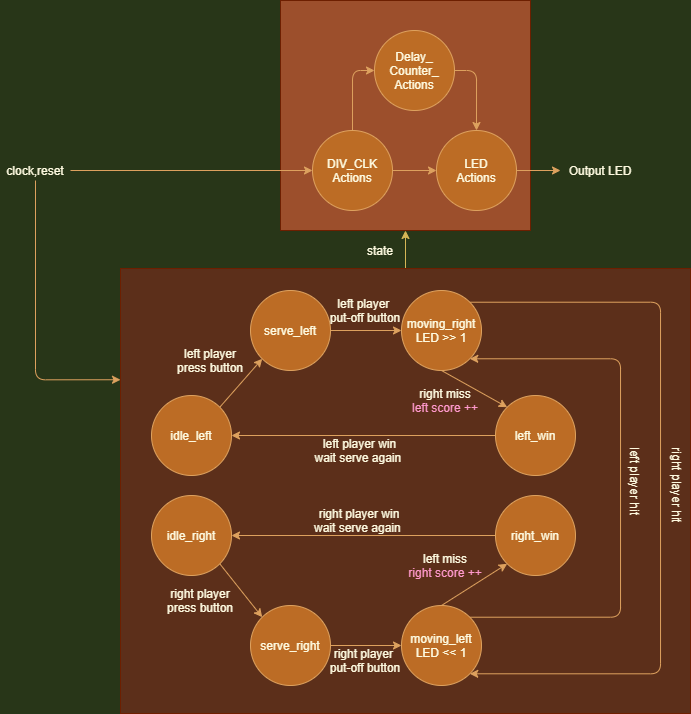 Delay_
Counter_
Actions
DIV_CLK
Actions
LED
Actions
clock,reset
Output LED
state
left player
put-off button
serve_left
moving_right
LED >> 1
left player
press button
right miss
left score ++
idle_left
left player win
wait serve again
left_win
left player hit
right player hit
right player win
wait serve again
idle_right
right_win
left miss
right score ++
right player
press button
serve_right
moving_left
LED << 1
right player
put-off button